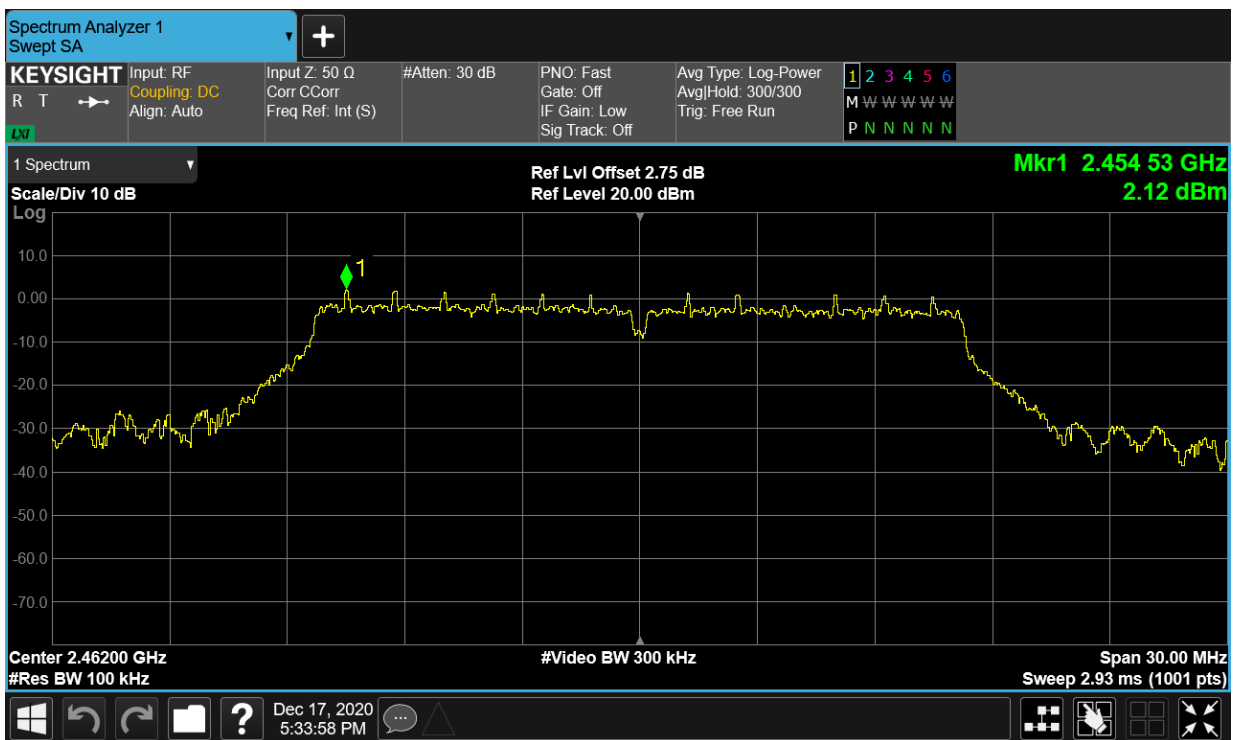 Spectrum Analyzer 1
Swept SA
▼
+
KEYSIGHT
R T
LXI
Input: RF
Coupling: DC
Align: Auto
Input Z: 50 Ω
Corr CCorr
Freq Ref: Int (S)
#Atten: 30 dB
PNO: Fast
Gate: Off
IF Gain: Low
Sig Track: Off
Avg Type: Log-Power
Avg|Hold: 300/300
Trig: Free Run
1 2 3 4 5 6
M W W W W W
P N N N N N
1 Spectrum
▼
Scale/Div 10 dB
Log
Ref Lvl Offset 2.75 dB
Ref Level 20.00 dBm
Mkr1 2.454 53 GHz
2.12 dBm
1
10.0
0.00
-10.0
-20.0
-30.0
-40.0
-50.0
-60.0
-70.0
Center 2.46200 GHz
#Res BW 100 kHz
#Video BW 300 kHz
Span 30.00 MHz
Sweep 2.93 ms (1001 pts)
?
Dec 17, 2020
5:33:58 PM